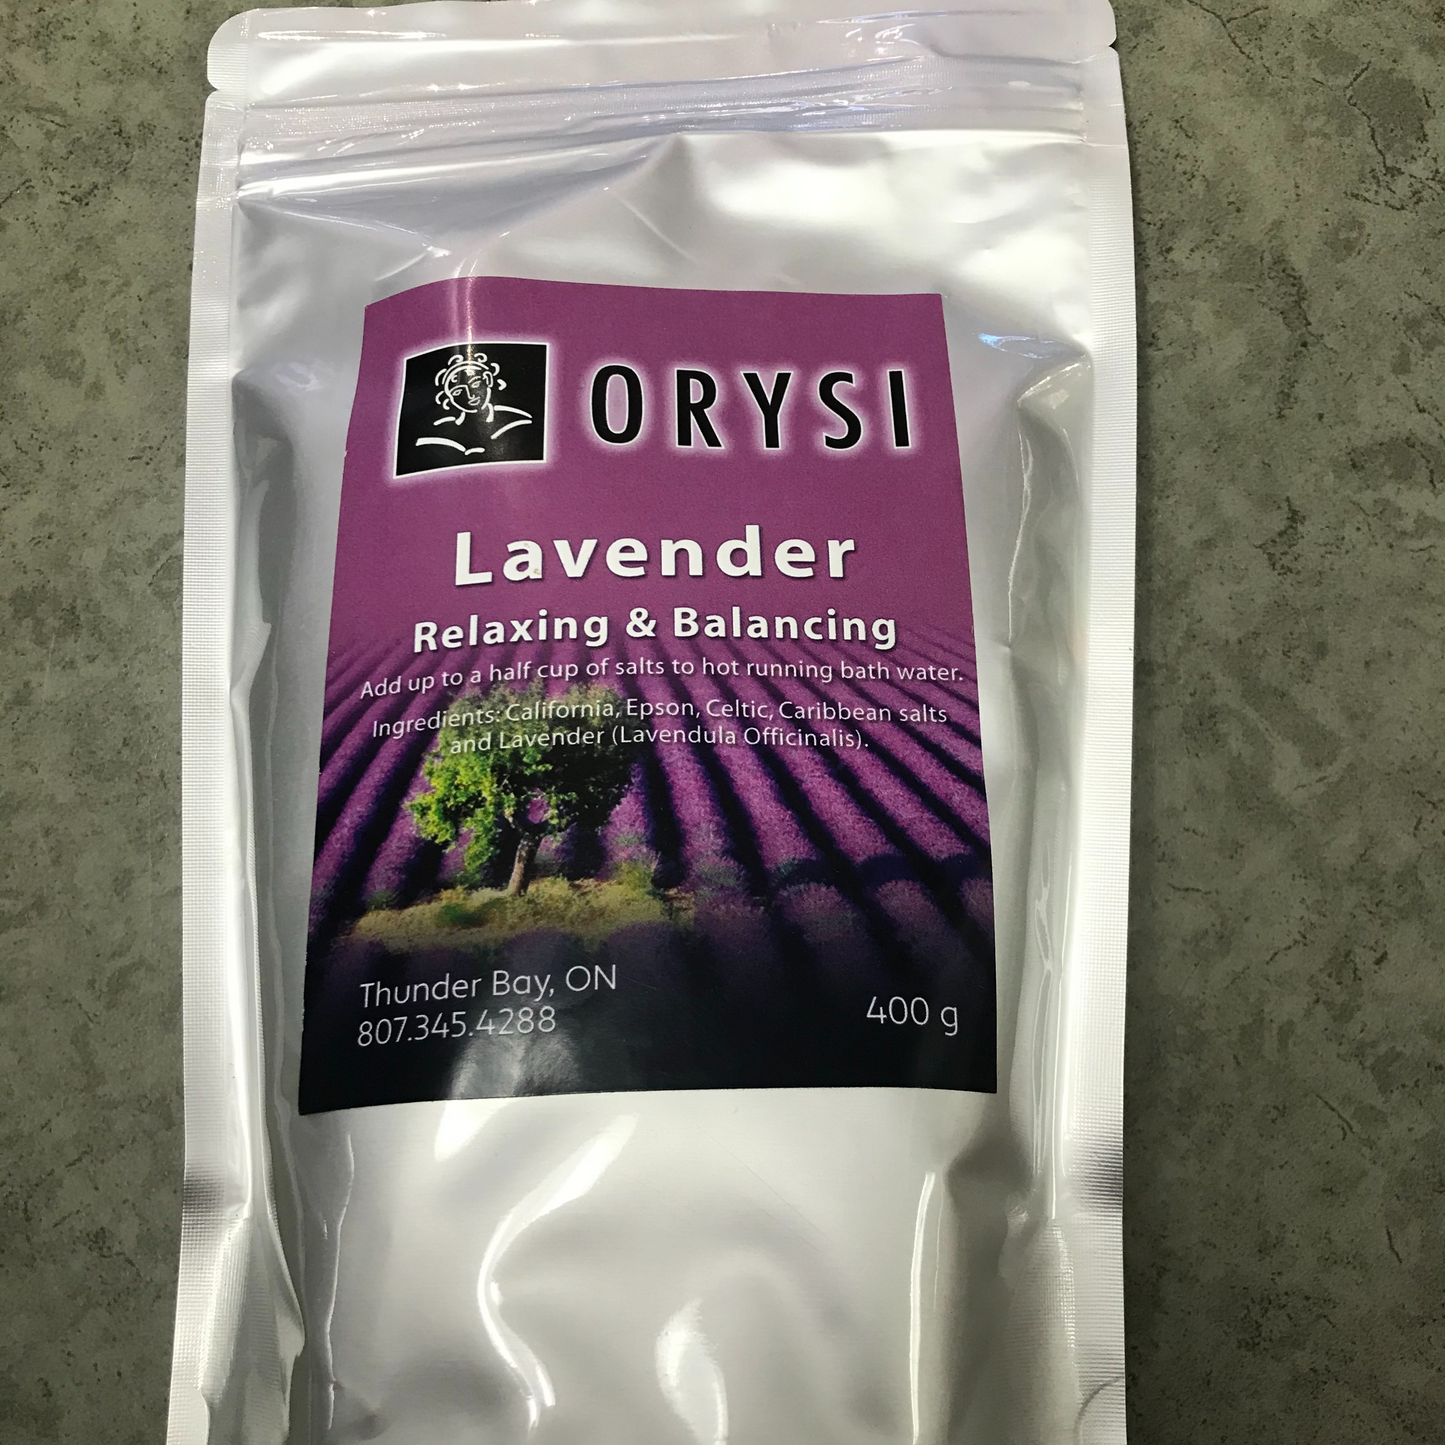 ORYSI
Lavender
Relaxing & Balancing
Add up to a half cup of salts to hot running bath water.
Ingredients: California, Epson, Celtic, Caribbean salts
and Lavender (Lavendula Officinalis).
Thunder Bay, ON
807.345.4288
400 g